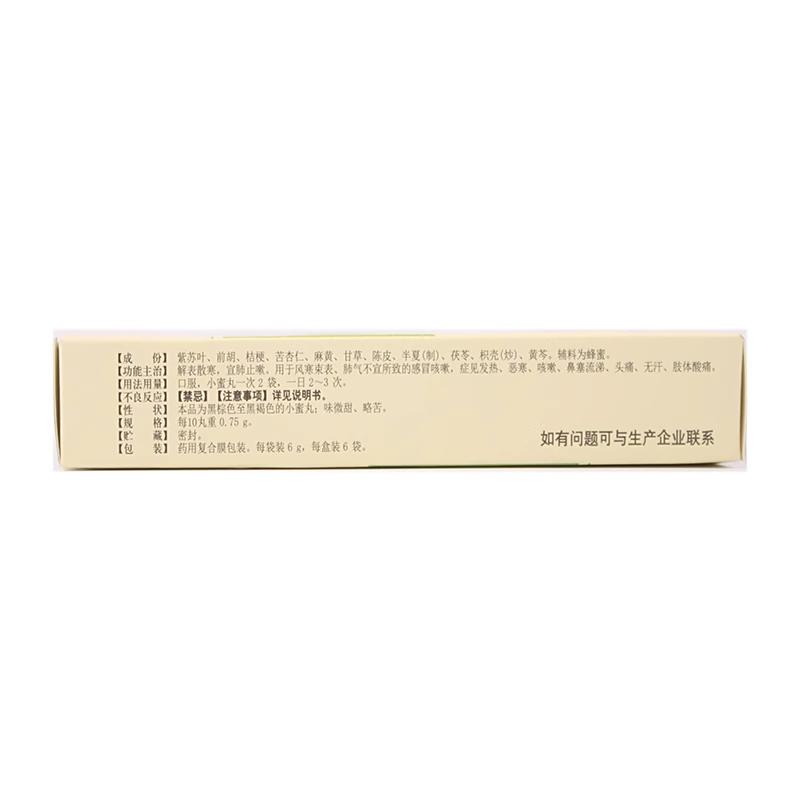 【成　份】 紫苏叶、前胡、桔梗、苦杏仁、麻黄、甘草、陈皮、半夏(制)、茯苓、枳壳(炒)、黄芩。辅料为蜂蜜。
【功能主治】 解表散寒，宣肺止嗽。用于风寒束表、肺气不宣所致的感冒咳嗽，症见发热、恶寒、咳嗽、鼻塞流涕、头痛、无汗、肢体酸痛。
【用法用量】 口服，小蜜丸一次2袋，一日2～3次。
【不良反应】【禁忌】【注意事项】详见说明书。
【性　状】 本品为黑棕色至黑褐色的小蜜丸；味微甜、略苦。
【规　格】 每10丸重0.75 g。
【贮　藏】 密封。
【包　装】 药用复合膜包装。每袋装6 g，每盒装6袋。
如有问题可与生产企业联系